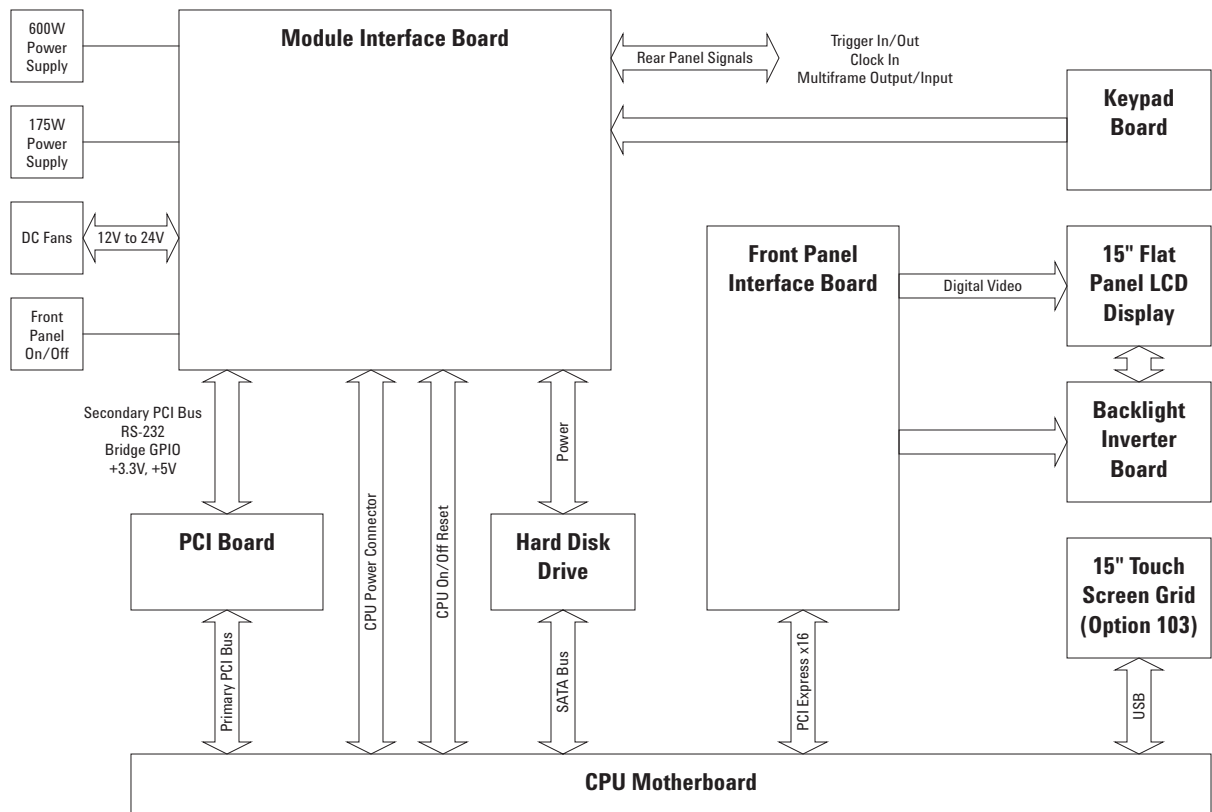 600W
Power
Supply
Module Interface Board
Rear Panel Signals
Trigger In/Out
Clock In
Multiframe Output/Input
Keypad
Board
175W
Power
Supply
DC Fans
12V to 24V
Front Panel
Interface Board
Digital Video
15" Flat
Panel LCD
Display
Front
Panel
On/Off
Secondary PCI Bus
RS-232
Bridge GPIO
+3.3V, +5V
Power
Backlight
Inverter
Board
PCI Board
CPU Power Connector
CPU On/Off Reset
Hard Disk
Drive
15" Touch
Screen Grid
(Option 103)
Primary PCI Bus
SATA Bus
PCI Express x16
USB
CPU Motherboard